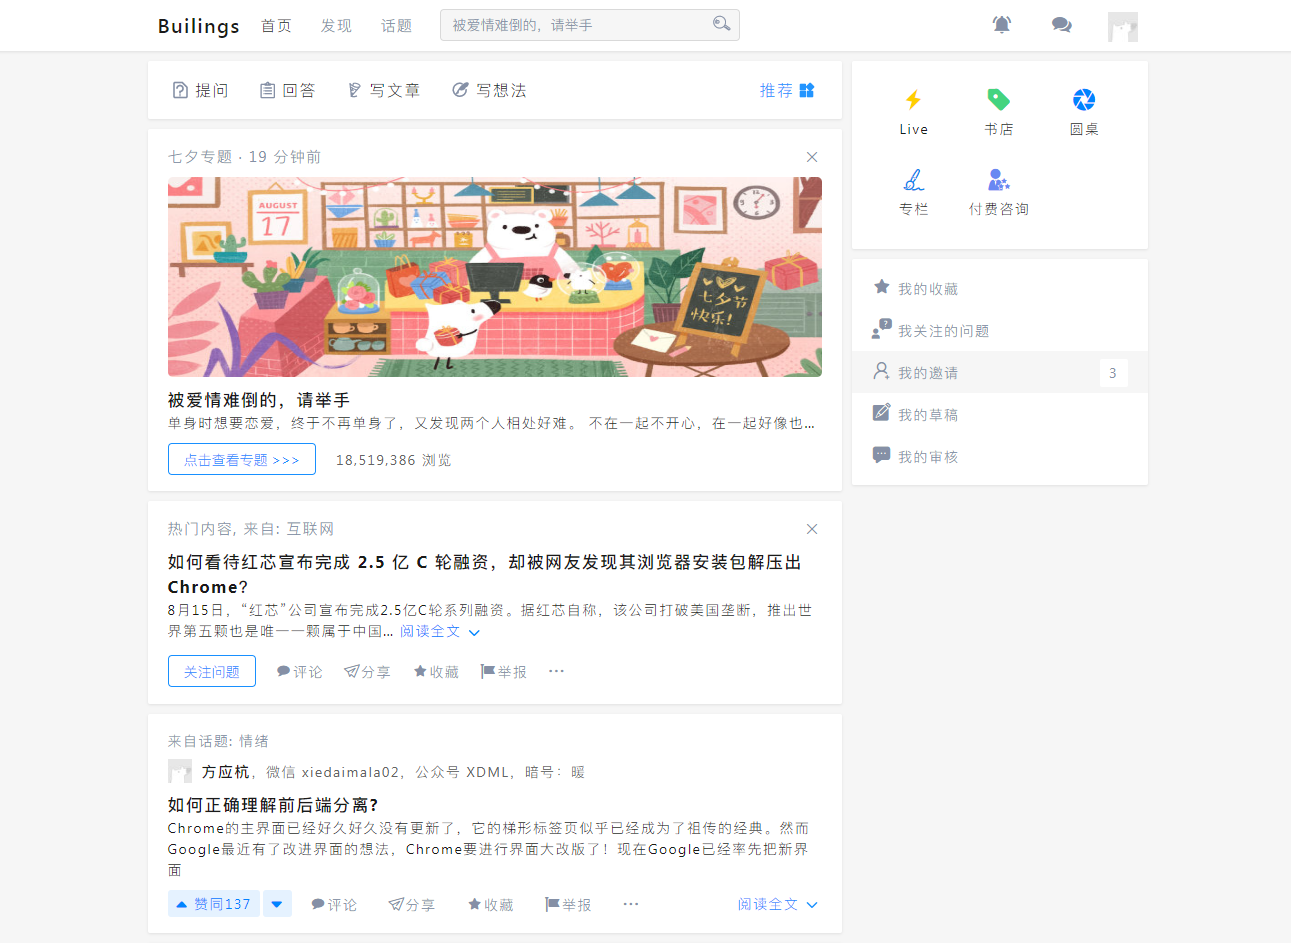 Builings 首页 发现 话题 被爱情难倒的，请举手
提问 回答 写文章 写想法 推荐
七夕专题 · 19 分钟前
AUGUST
17
七夕节
快乐!
被爱情难倒的，请举手
单身时想要恋爱，终于不再单身了，又发现两个人相处好难。 不在一起不开心，在一起好像也...
点击查看专题 >>> 18,519,386 浏览
热门内容, 来自: 互联网
如何看待红芯宣布完成 2.5 亿 C 轮融资，却被网友发现其浏览器安装包解压出
Chrome？
8月15日，“红芯”公司宣布完成2.5亿C轮系列融资。据红芯自称，该公司打破美国垄断，推出世
界第五颗也是唯一一颗属于中国... 阅读全文
关注问题 评论 分享 收藏 举报 ···
来自话题: 情绪
方应杭，微信 xiedaimala02，公众号 XDML，暗号：暖
如何正确理解前后端分离?
Chrome的主界面已经好久好久没有更新了，它的梯形标签页似乎已经成为了祖传的经典。然而
Google最近有了改进界面的想法，Chrome要进行界面大改版了！现在Google已经率先把新界
面
赞同137 评论 分享 收藏 举报 ··· 阅读全文
Live 书店 圆桌
专栏 付费咨询
我的收藏
我关注的问题
我的邀请 3
我的草稿
我的审核